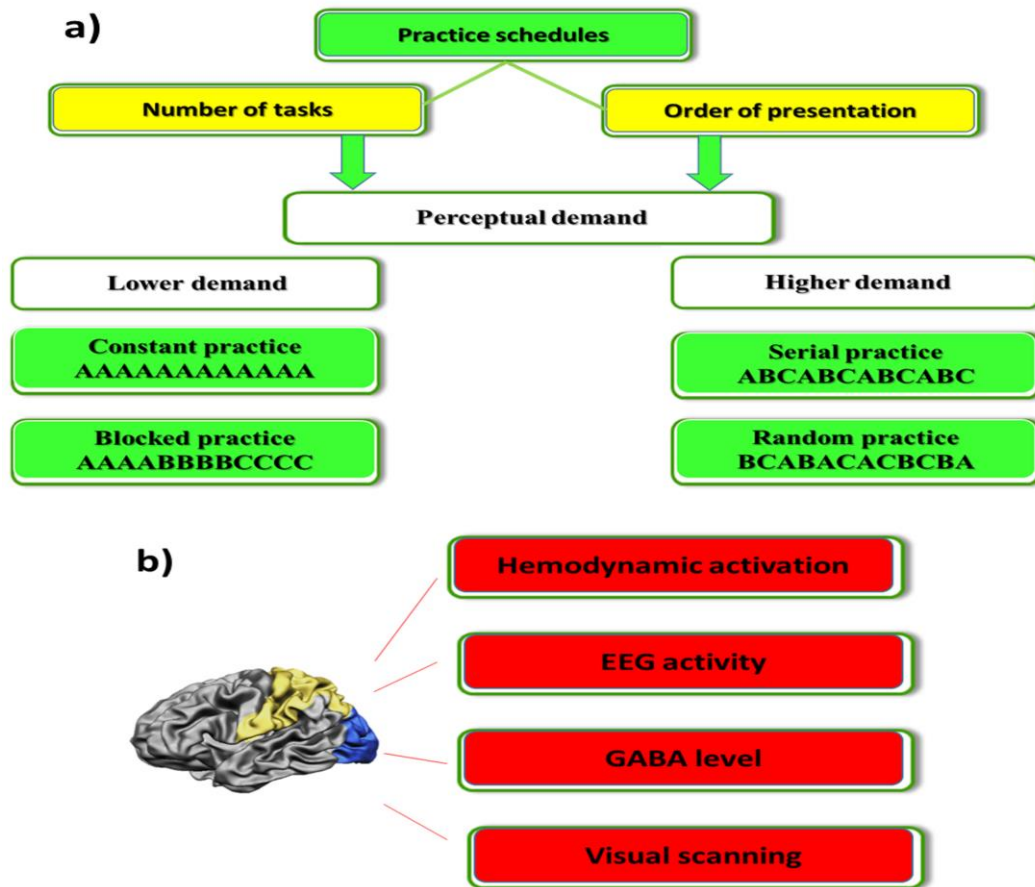 a)
Practice schedules
Number of tasks
Order of presentation
Perceptual demand
Lower demand
Higher demand
Constant practice
AAAAAAAAAAAA
Serial practice
ABCABCABCABC
Blocked practice
AAAABBBBCCCC
Random practice
BCABACACBCBA
b)
Hemodynamic activation
EEG activity
GABA level
Visual scanning